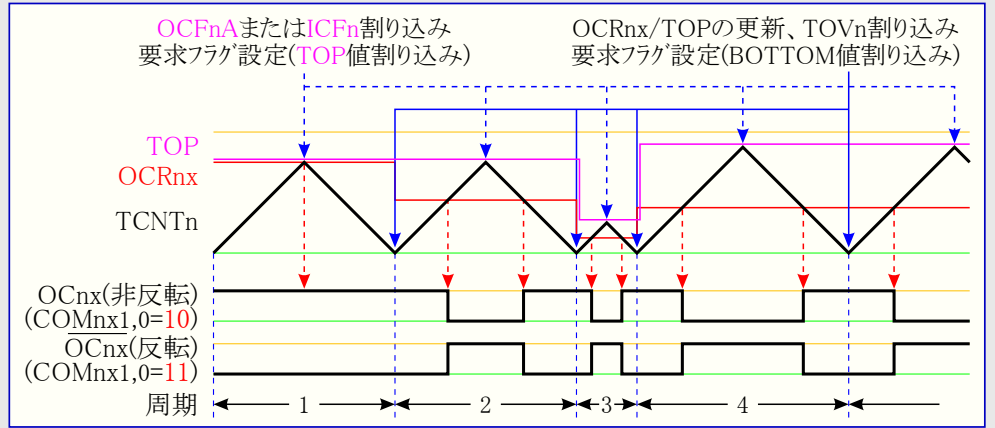 OCFnAまたはICFn割り込み
要求フラグ設定(TOP値割り込み)
OCRnx/TOPの更新、TOVn割り込み
要求フラグ設定(BOTTOM値割り込み)
TOP
OCRnx
TCNTn
OCnx(非反転)
(COMnx1,0=10)
OCnx(反転)
(COMnx1,0=11)
周期
1
2
3
4